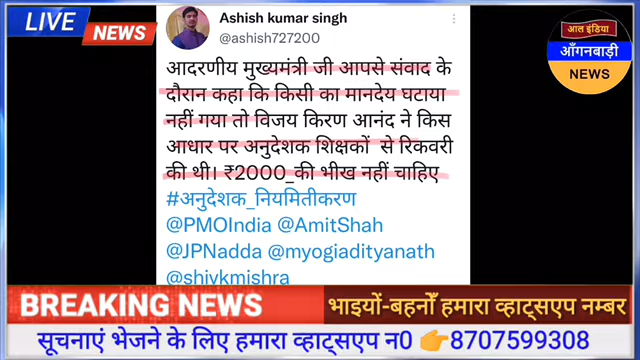 LIVE NEWS
Ashish kumar singh
@ashish727200
आल इंडिया
आँगनबाड़ी
NEWS
आदरणीय मुख्यमंत्री जी आपसे संवाद के
दौरान कहा कि किसी का मानदेय घटाया
नहीं गया तो विजय किरण आनंद ने किस
आधार पर अनुदेशक शिक्षकों से रिकवरी
की थी। ₹2000_की भीख नहीं चाहिए
#अनुदेशक_नियमितीकरण
@PMOIndia @AmitShah
@JPNadda @myogiadityanath
@shivkmishra
BREAKING NEWS
भाइयों-बहनोँ हमारा व्हाट्सएप नम्बर
सूचनाएं भेजने के लिए हमारा व्हाट्सएप न0 👉8707599308